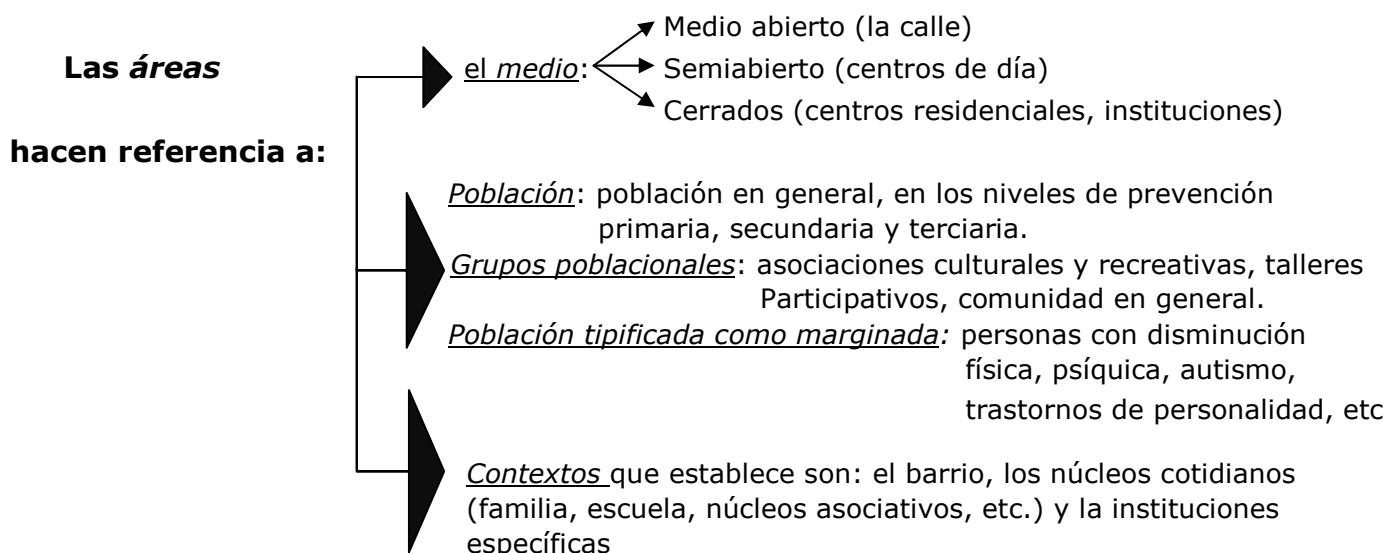 Las áreas
hacen referencia a:
el medio:
Medio abierto (la calle)
Semiabierto (centros de día)
Cerrados (centros residenciales, instituciones)
Población: población en general, en los niveles de prevención
primaria, secundaria y terciaria.
Grupos poblacionales: asociaciones culturales y recreativas, talleres
Participativos, comunidad en general.
Población tipificada como marginada: personas con disminución
física, psíquica, autismo,
trastornos de personalidad, etc
Contextos que establece son: el barrio, los núcleos cotidianos
(familia, escuela, núcleos asociativos, etc.) y la instituciones
específicas